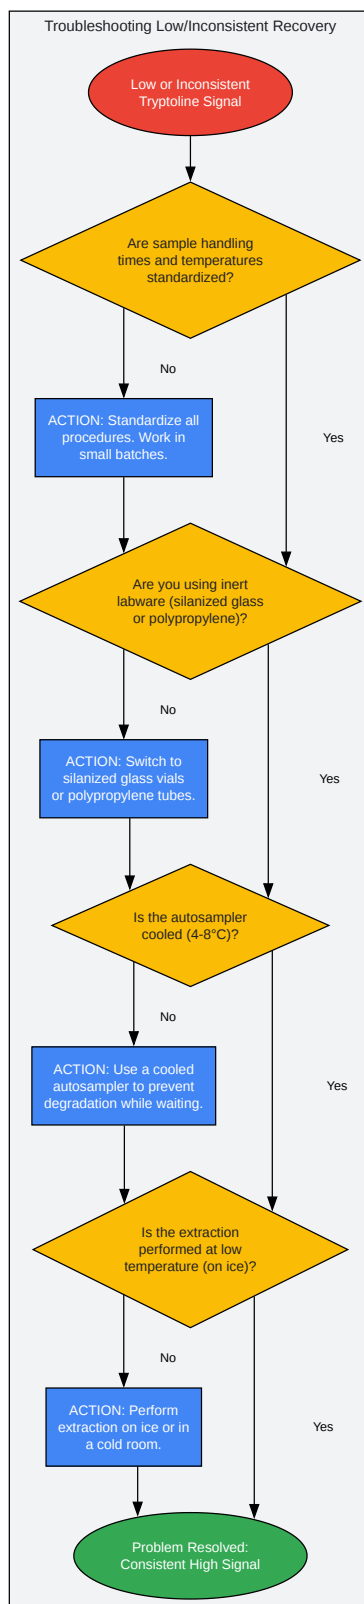 Troubleshooting Low/Inconsistent Recovery
Low or Inconsistent
Tryptoline Signal
Are sample handling
times and temperatures
standardized?
No
Yes
ACTION: Standardize all
procedures. Work in
small batches.
Are you using inert
labware (silanized glass
or polypropylene)?
No
Yes
ACTION: Switch to
silanized glass vials
or polypropylene tubes.
Is the autosampler
cooled (4-8°C)?
No
Yes
ACTION: Use a cooled
autosampler to prevent
degradation while waiting.
Is the extraction
performed at low
temperature (on ice)?
No
Yes
ACTION: Perform
extraction on ice or in
a cold room.
Problem Resolved:
Consistent High Signal